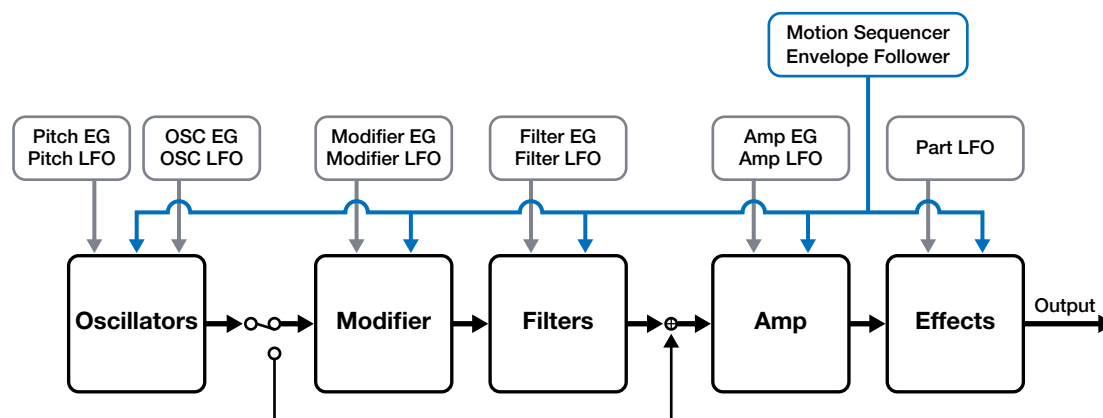 Motion Sequencer
Envelope Follower
Pitch EG
Pitch LFO
OSC EG
OSC LFO
Modifier EG
Modifier LFO
Filter EG
Filter LFO
Amp EG
Amp LFO
Part LFO
Oscillators
Modifier
Filters
Amp
Effects
Output